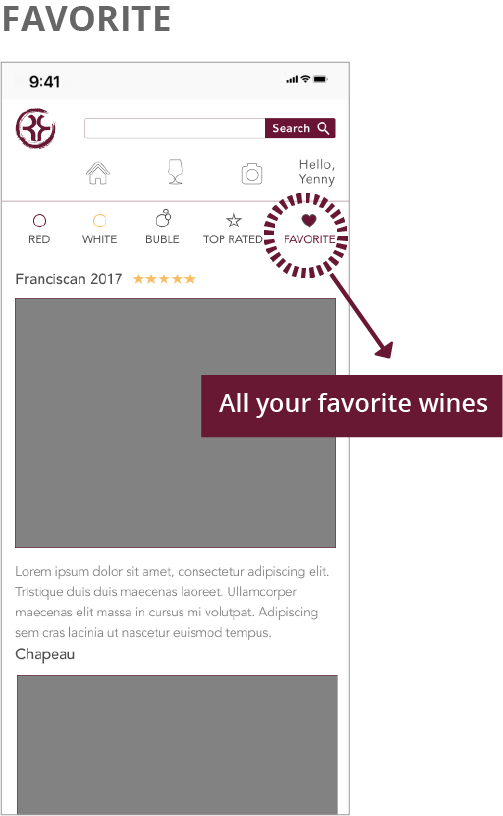 FAVORITE
9:41
Search
Hello,
Yenny
RED WHITE BUBLE TOP RATED FAVORITE
Franciscan 2017
All your favorite wines
Lorem ipsum dolor sit amet, consectetur adipiscing elit.
Tristique duis duis maecenas laoreet. Ullamcorper
maecenas elit massa in cursus mi volutpat. Adipiscing
sem cras lacinia ut nascetur euismod tempus.
Chapeau